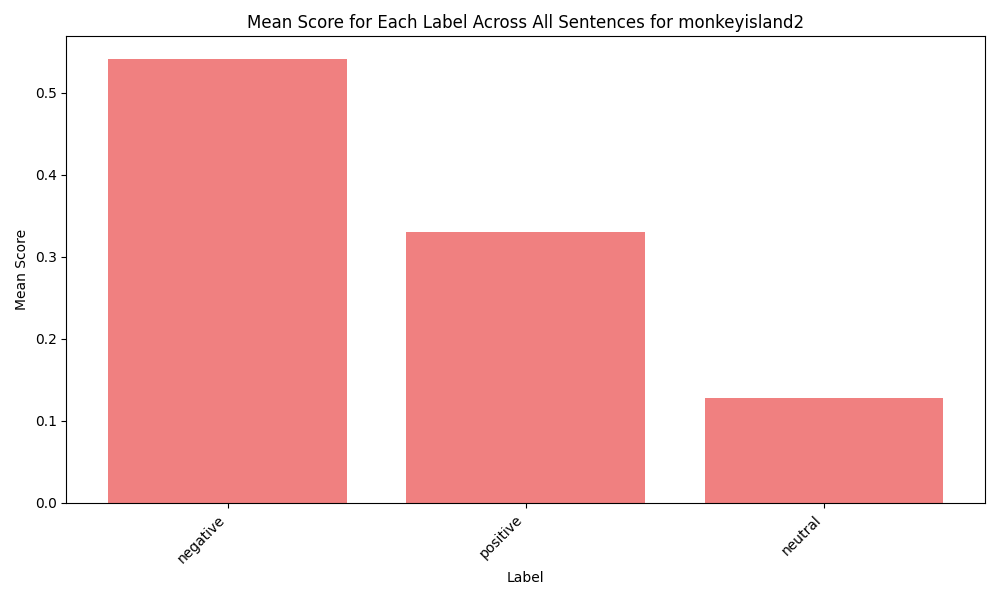 Mean Score for Each Label Across All Sentences for monkeyisland2
Mean Score
0.5
0.4
0.3
0.2
0.1
0.0
negative
positive
neutral
Label